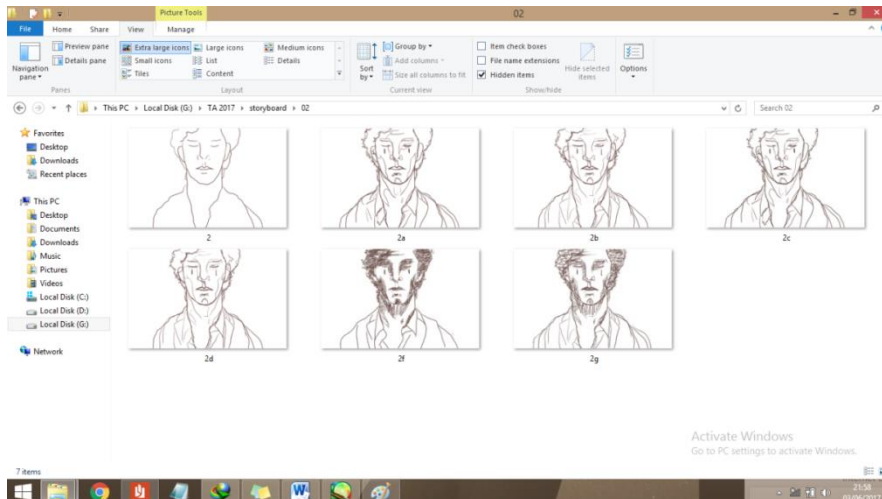 Picture Tools
02
File Home Share View Manage
Navigation pane
Preview pane
Details pane
Panes
Extra large icons Large icons Medium icons
Small icons List Details
Tiles Content
Layout
Sort by
Group by
Add columns
Size all columns to fit
Current view
Item check boxes
File name extensions
Hidden items
Hide selected items
Show/hide
Options
This PC Local Disk (G:) TA 2017 storyboard 02
Search 02
Favorites
Desktop
Downloads
Recent places
This PC
Desktop
Documents
Downloads
Music
Pictures
Videos
Local Disk (C:)
Local Disk (D:)
Local Disk (G:)
Network
2 2a 2b 2c
2d 2f 2g
Activate Windows
Go to PC settings to activate Windows.
7 items
21:58